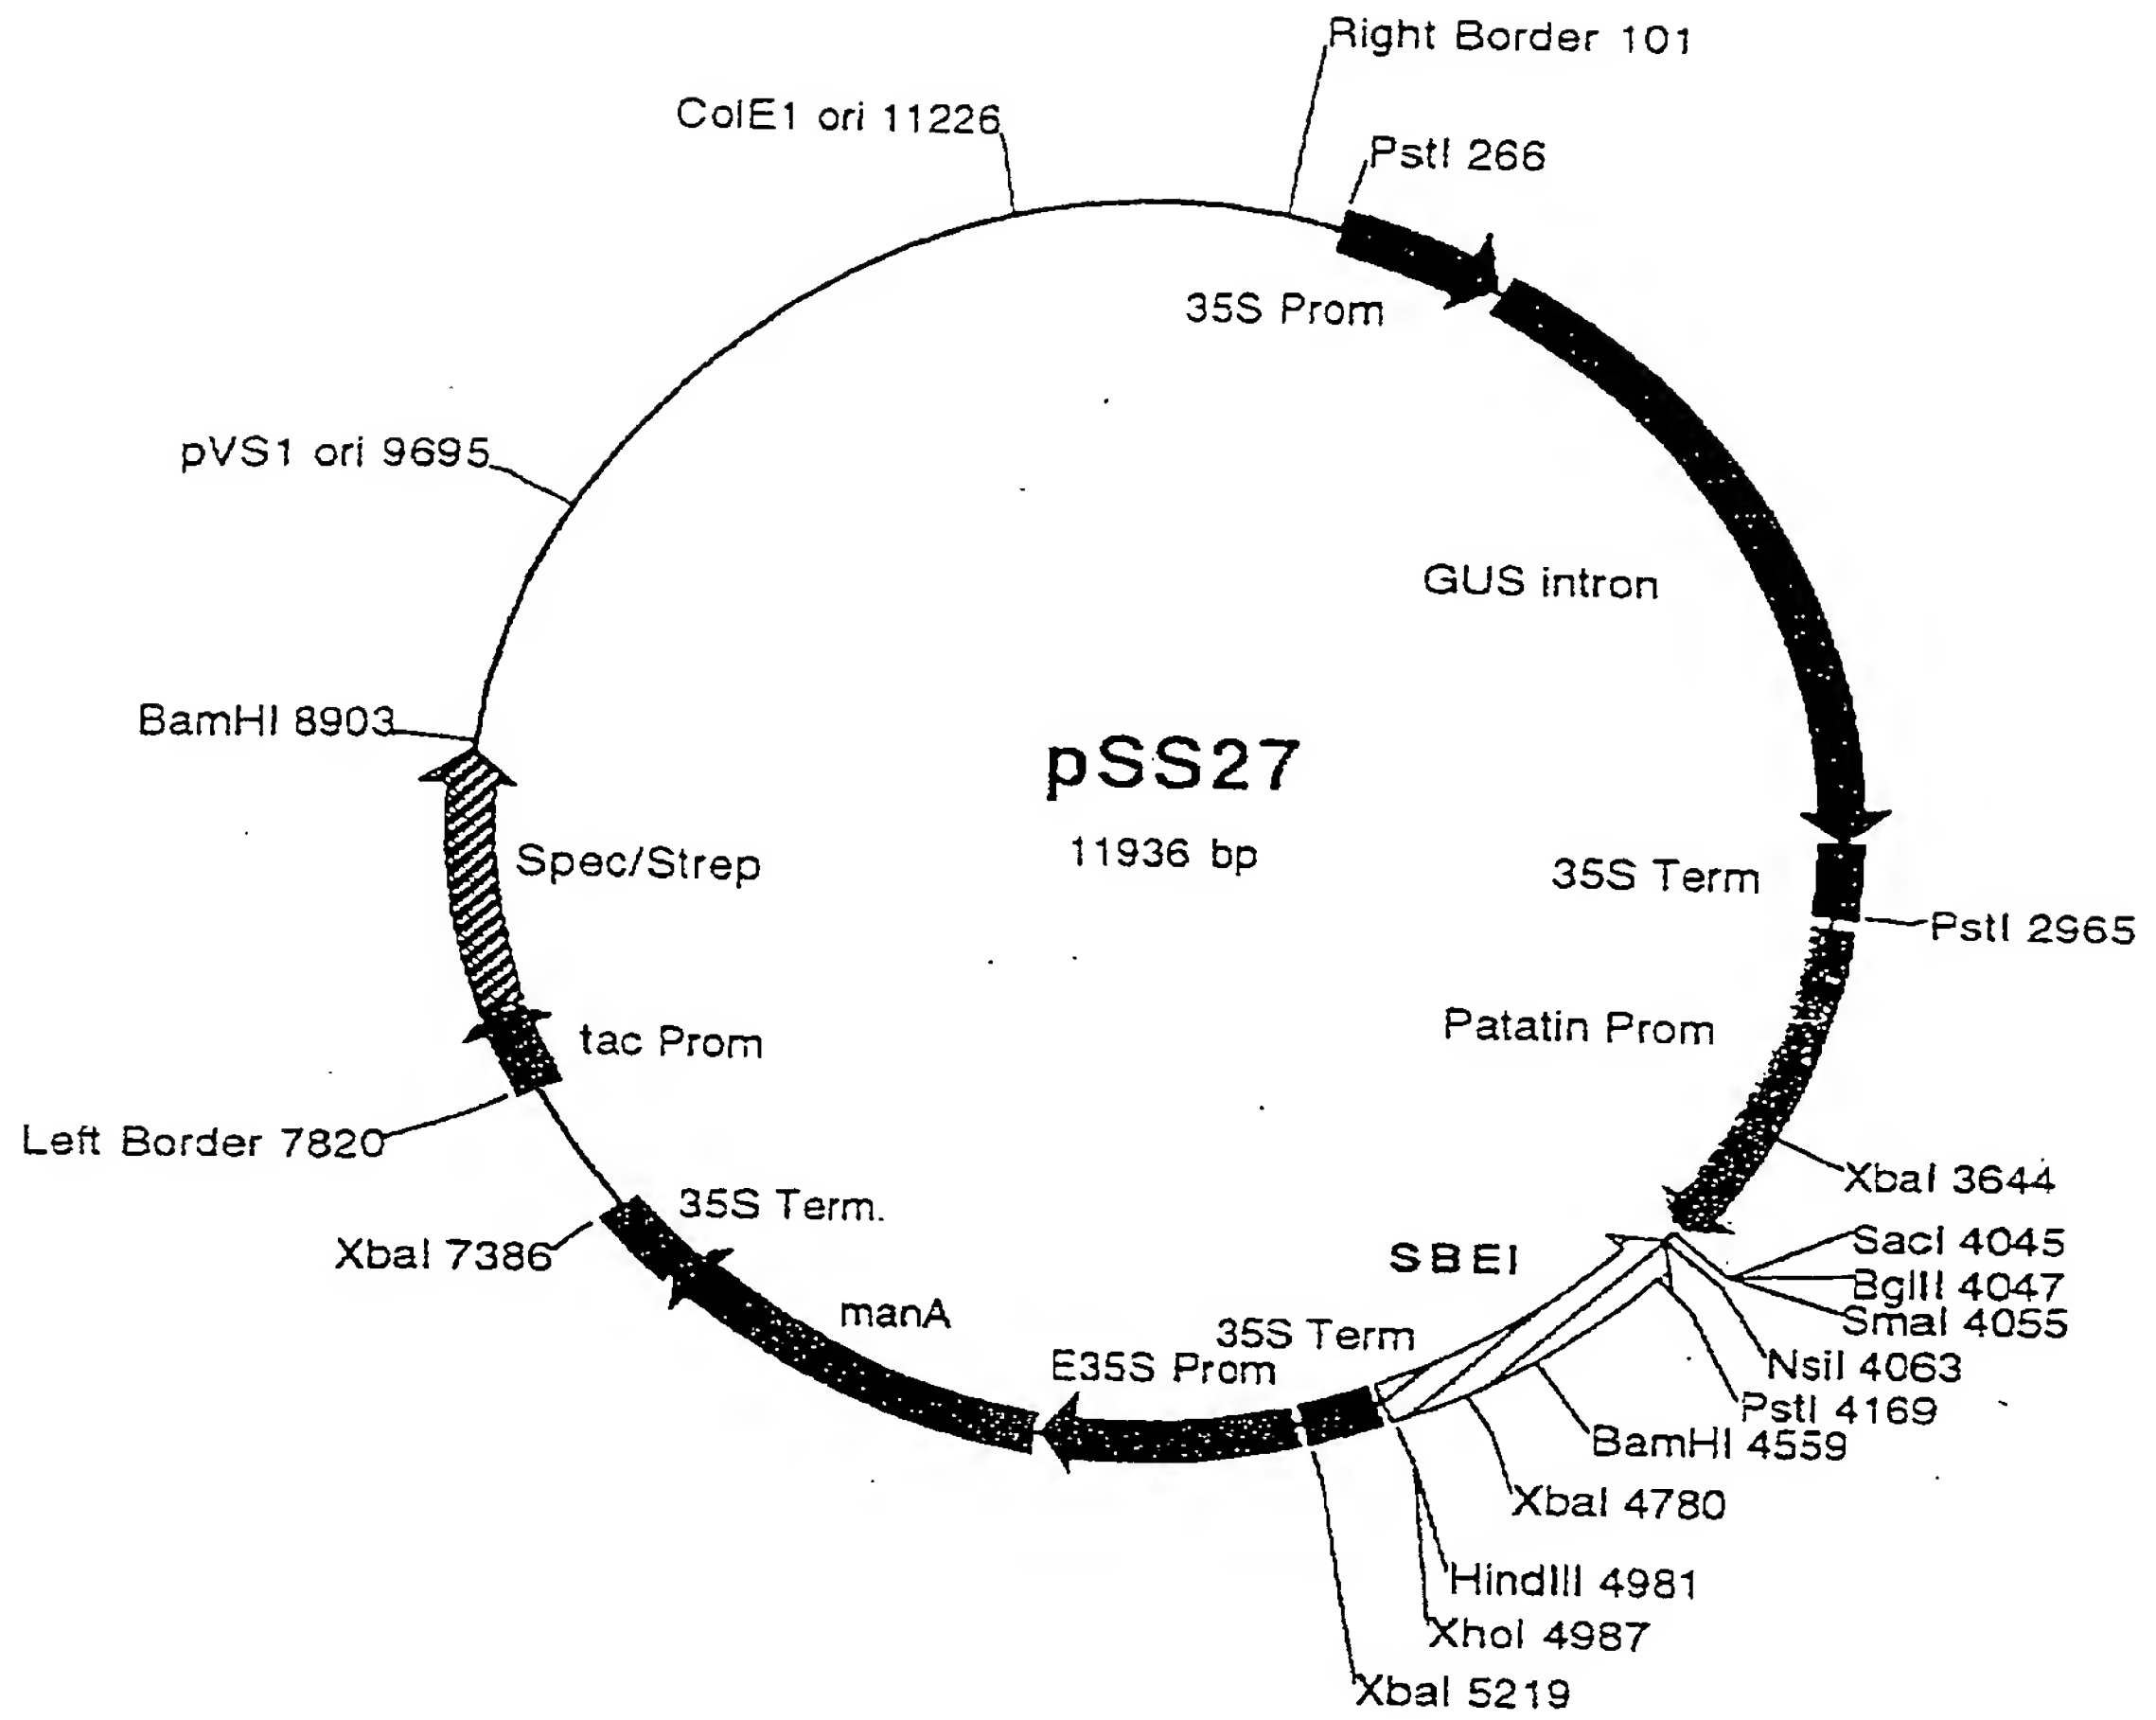 Right Border 101
ColE1 ori 11226
PstI 266
35S Prom
pVS1 ori 9695
GUS intron
BamHI 8903
pSS27
11936 bp
Spec/Strep
35S Term
PstI 2965
tac Prom
Patatin Prom
Left Border 7820
XbaI 3644
35S Term.
XbaI 7386
SBEI
SacI 4045
BglII 4047
SmaI 4055
manA
35S Term
E35S Prom
NsiI 4063
PstI 4169
BamHI 4559
XbaI 4780
HindIII 4981
XhoI 4987
XbaI 5219